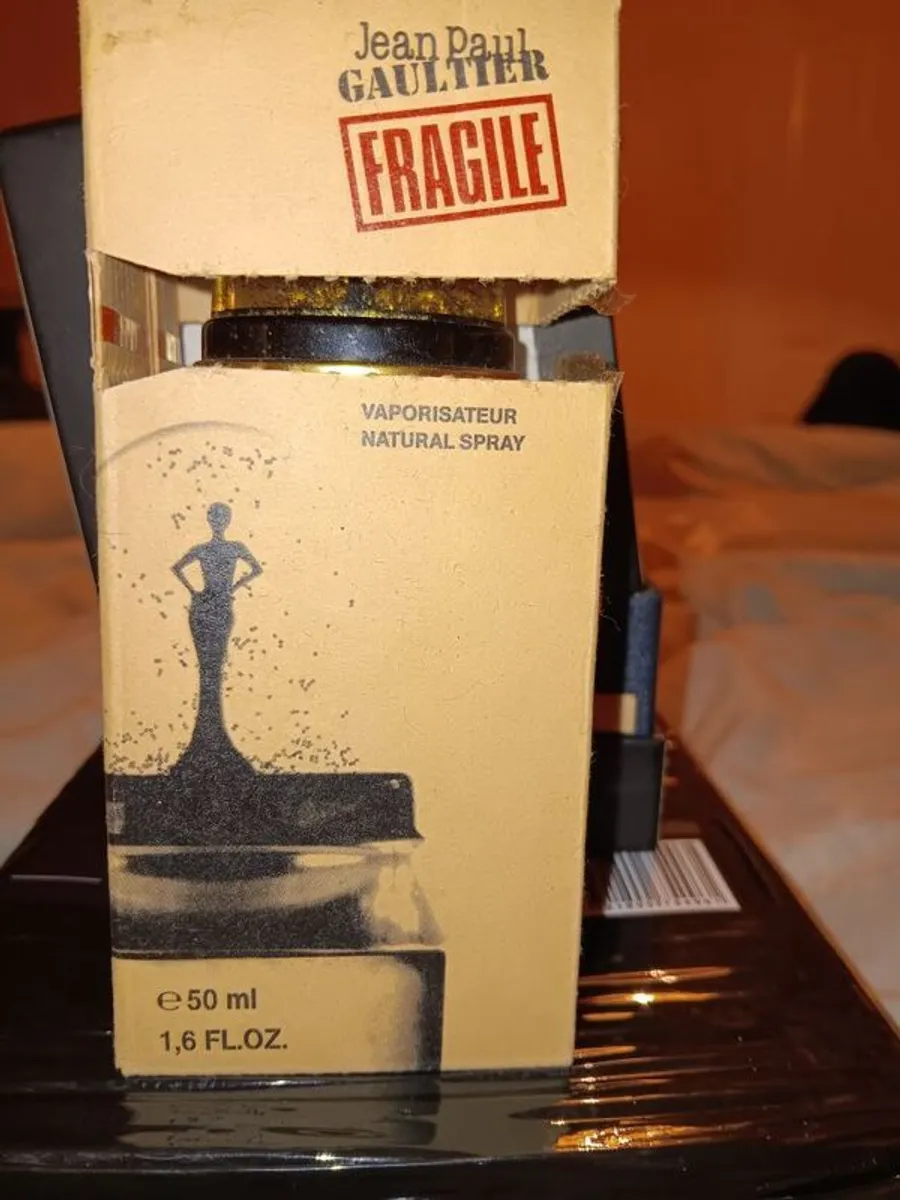 Jean Paul
GAULTIER
FRAGILE
VAPORISATEUR
NATURAL SPRAY
℮ 50 ml
1,6 FL.OZ.